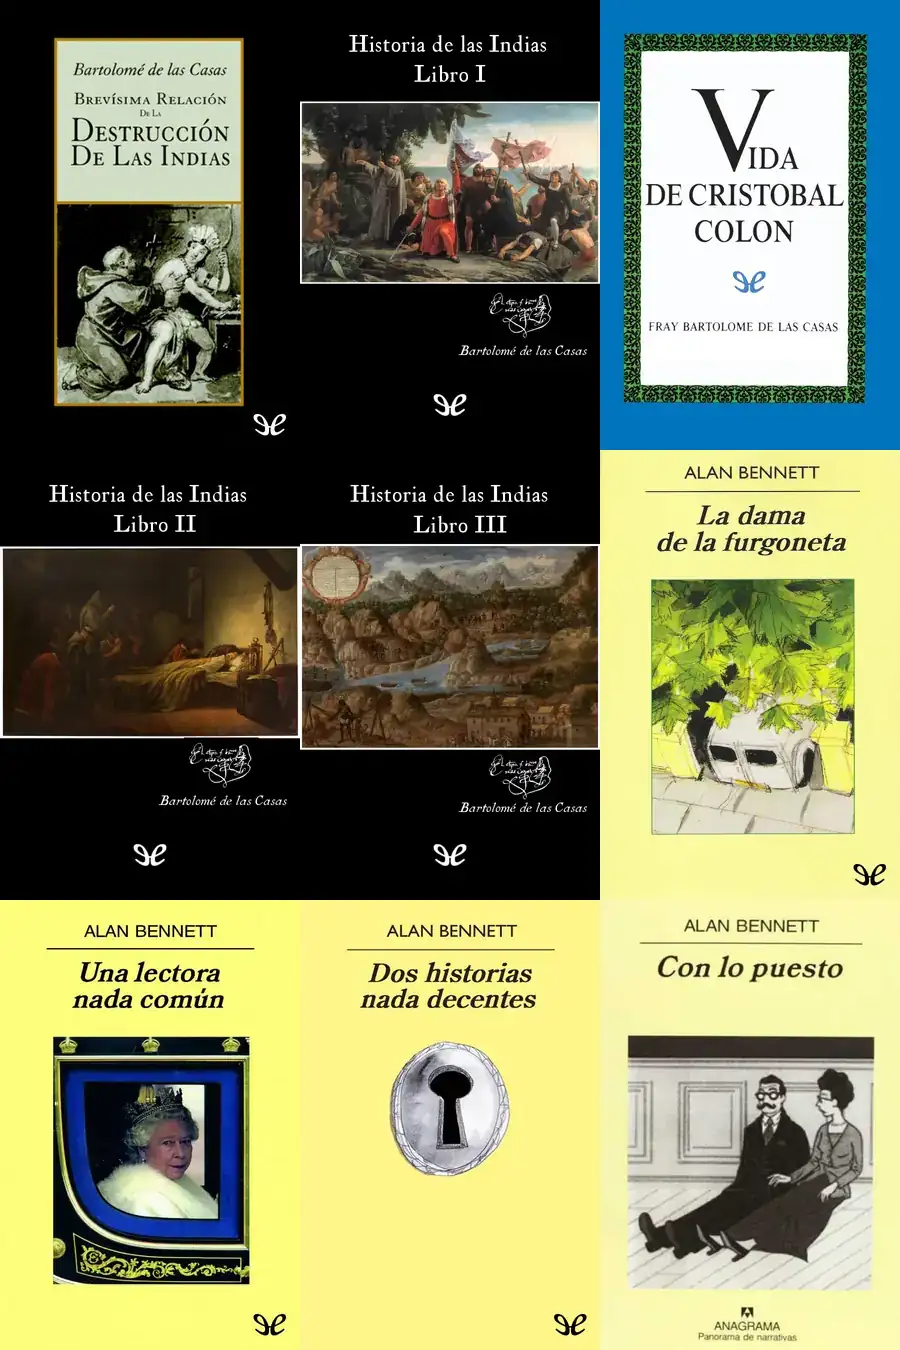 Bartolomé de las Casas
BREVÍSIMA RELACIÓN
DE LA
DESTRUCCIÓN
DE LAS INDIAS
Historia de las Indias
Libro I
Bartolomé de las Casas
VIDA
DE CRISTOBAL
COLON
FRAY BARTOLOME DE LAS CASAS
Historia de las Indias
Libro II
Bartolomé de las Casas
Historia de las Indias
Libro III
Bartolomé de las Casas
ALAN BENNETT
La dama
de la furgoneta
ALAN BENNETT
Una lectora
nada común
ALAN BENNETT
Dos historias
nada decentes
ALAN BENNETT
Con lo puesto
ANAGRAMA
Panorama de narrativas